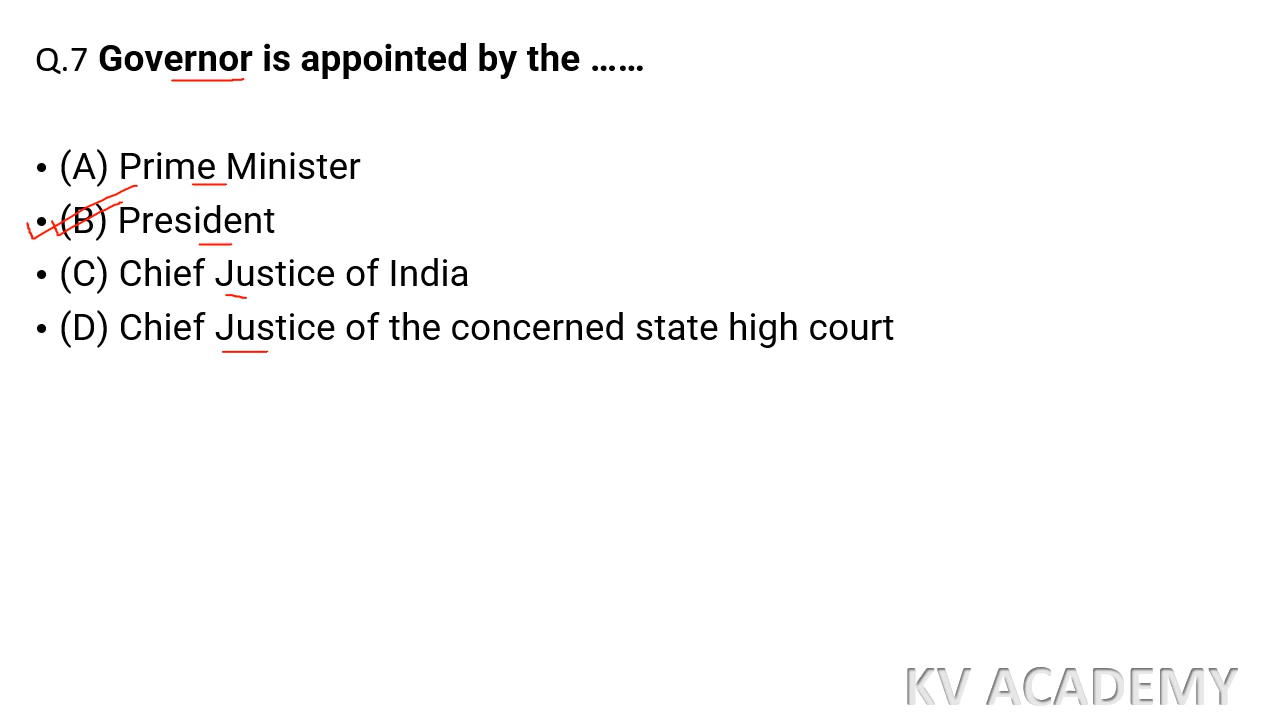 Q.7 Governor is appointed by the ......
• (A) Prime Minister
• (B) President
• (C) Chief Justice of India
• (D) Chief Justice of the concerned state high court
KV ACADEMY